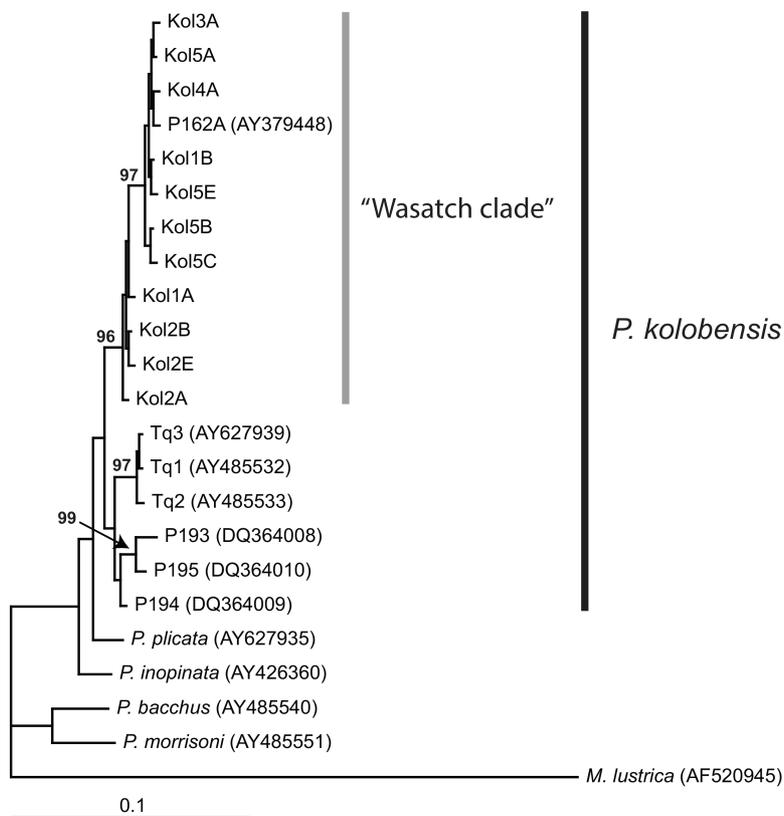 Kol3A
Kol5A
Kol4A
P162A (AY379448)
97
Kol1B
Kol5E
“Wasatch clade”
Kol5B
Kol5C
Kol1A
Kol2B
P. kolobensis
96
Kol2E
Kol2A
Tq3 (AY627939)
97
Tq1 (AY485532)
Tq2 (AY485533)
99
P193 (DQ364008)
P195 (DQ364010)
P194 (DQ364009)
P. plicata (AY627935)
P. inopinata (AY426360)
P. bacchus (AY485540)
P. morrisoni (AY485551)
M. lustrica (AF520945)
0.1